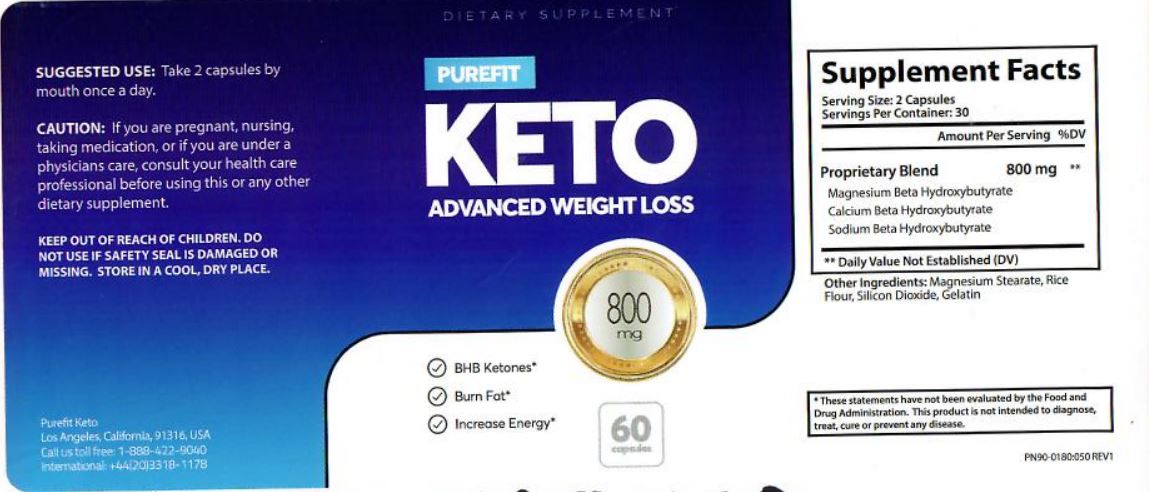 DIETARY SUPPLEMENT
SUGGESTED USE: Take 2 capsules by
mouth once a day.
CAUTION: If you are pregnant, nursing,
taking medication, or if you are under a
physicians care, consult your health care
professional before using this or any other
dietary supplement.
KEEP OUT OF REACH OF CHILDREN. DO
NOT USE IF SAFETY SEAL IS DAMAGED OR
MISSING. STORE IN A COOL, DRY PLACE.
Purefit Keto
Los Angeles, California, 91316, USA
Call us toll free: 1-888-422-9040
International: +44(20)3318-1178
PUREFIT
KETO
ADVANCED WEIGHT LOSS
800
mg
BHB Ketones*
Burn Fat*
Increase Energy*
60
capsules
Supplement Facts
Serving Size: 2 Capsules
Servings Per Container: 30
Amount Per Serving %DV
Proprietary Blend 800 mg **
Magnesium Beta Hydroxybutyrate
Calcium Beta Hydroxybutyrate
Sodium Beta Hydroxybutyrate
** Daily Value Not Established (DV)
Other Ingredients: Magnesium Stearate, Rice
Flour, Silicon Dioxide, Gelatin
* These statements have not been evaluated by the Food and
Drug Administration. This product is not intended to diagnose,
treat, cure or prevent any disease.
PN90-0180:050 REV1